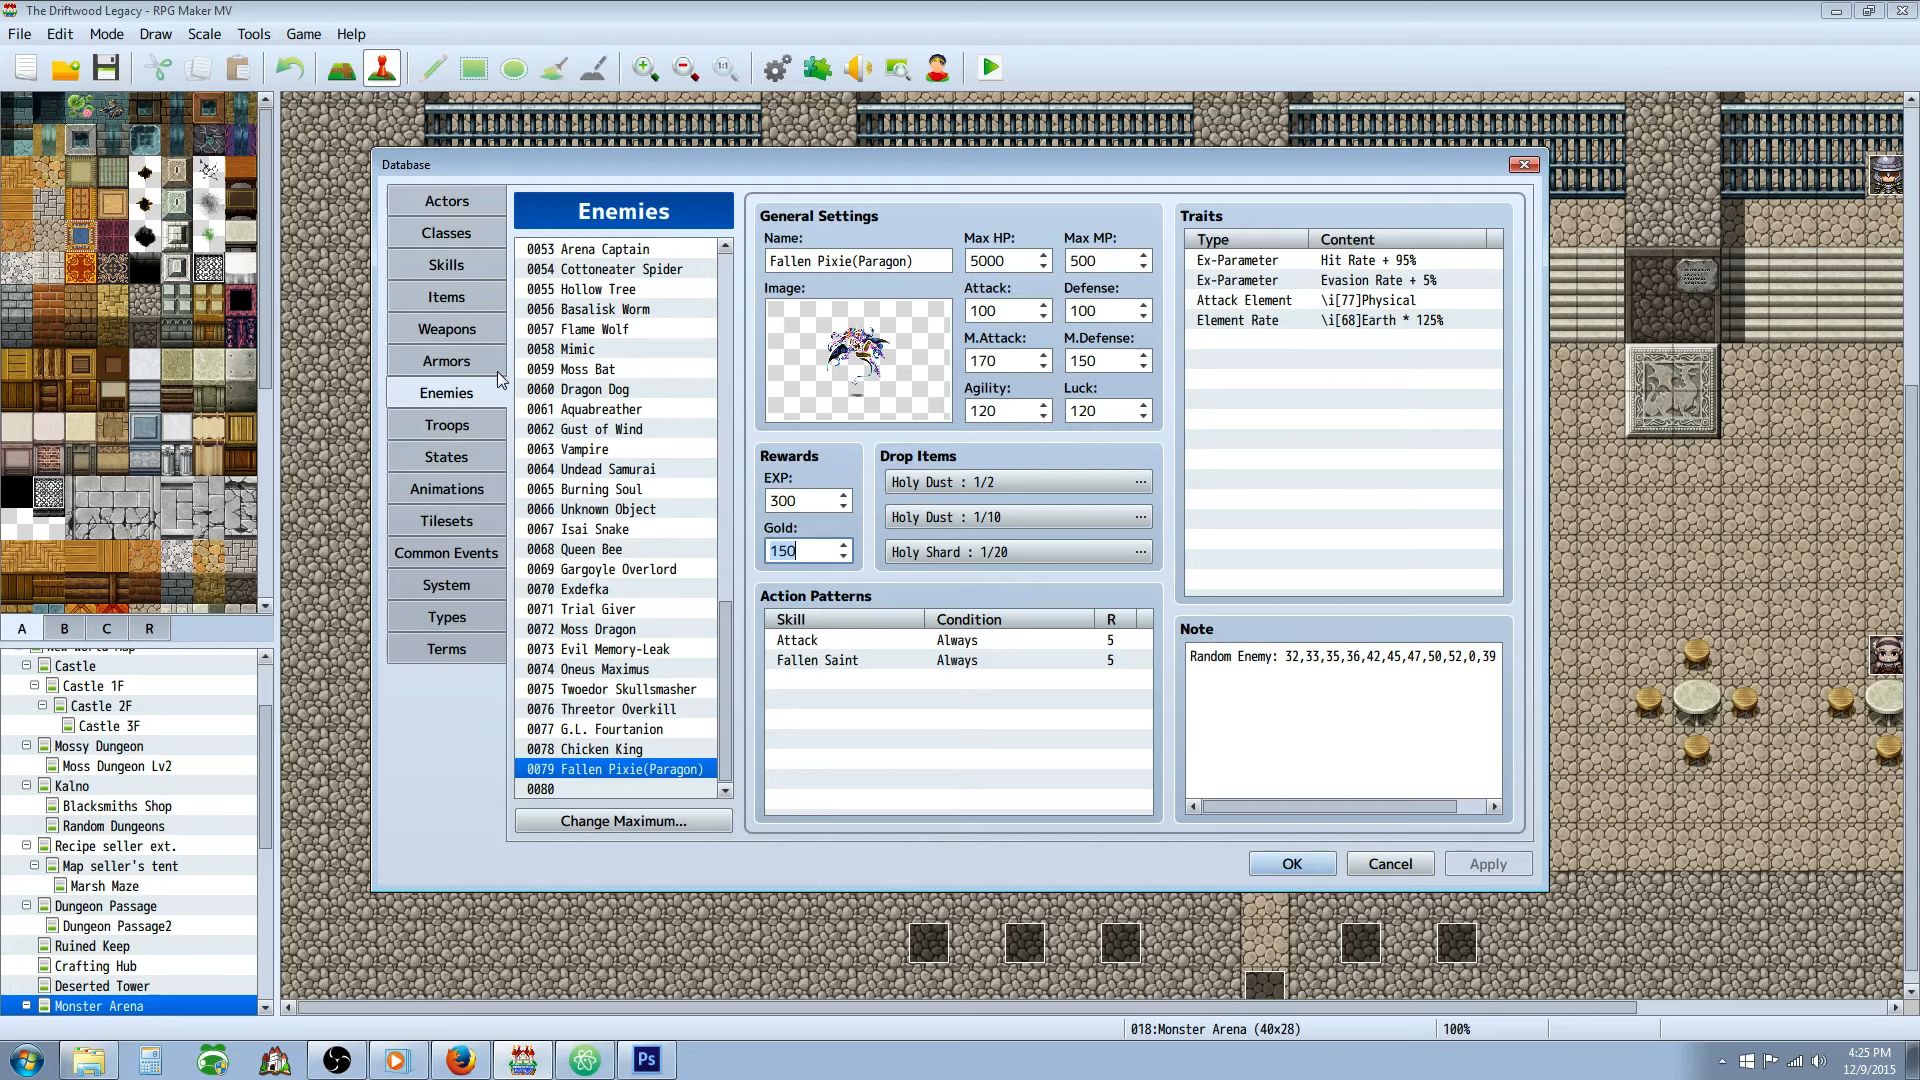 The Driftwood Legacy - RPG Maker MV
File Edit Mode Draw Scale Tools Game Help
1:1
Database
Actors
Classes
Skills
Items
Weapons
Armors
Enemies
Troops
States
Animations
Tilesets
Common Events
System
Types
Terms
Enemies
0053 Arena Captain
0054 Cottoneater Spider
0055 Hollow Tree
0056 Basalisk Worm
0057 Flame Wolf
0058 Mimic
0059 Moss Bat
0060 Dragon Dog
0061 Aquabreather
0062 Gust of Wind
0063 Vampire
0064 Undead Samurai
0065 Burning Soul
0066 Unknown Object
0067 Isai Snake
0068 Queen Bee
0069 Gargoyle Overlord
0070 Exdefka
0071 Trial Giver
0072 Moss Dragon
0073 Evil Memory-Leak
0074 Oneus Maximus
0075 Twoedor Skullsmasher
0076 Threetor Overkill
0077 G.L. Fourtanion
0078 Chicken King
0079 Fallen Pixie(Paragon)
0080
Change Maximum...
General Settings
Name: Max HP: Max MP:
Fallen Pixie(Paragon) 5000 500
Image: Attack: Defense:
100 100
M.Attack: M.Defense:
170 150
Agility: Luck:
120 120
Rewards
EXP:
300
Gold:
150
Drop Items
Holy Dust : 1/2 ...
Holy Dust : 1/10 ...
Holy Shard : 1/20 ...
Action Patterns
Skill Condition R
Attack Always 5
Fallen Saint Always 5
Traits
Type Content
Ex-Parameter Hit Rate + 95%
Ex-Parameter Evasion Rate + 5%
Attack Element \i[77]Physical
Element Rate \i[68]Earth * 125%
Note
Random Enemy: 32,33,35,36,42,45,47,50,52,0,39
OK Cancel Apply
A B C R
Castle
Castle 1F
Castle 2F
Castle 3F
Mossy Dungeon
Moss Dungeon Lv2
Kalno
Blacksmiths Shop
Random Dungeons
Recipe seller ext.
Map seller's tent
Marsh Maze
Dungeon Passage
Dungeon Passage2
Ruined Keep
Crafting Hub
Deserted Tower
Monster Arena
018:Monster Arena (40x28) 100%
Ps
4:25 PM
12/9/2015